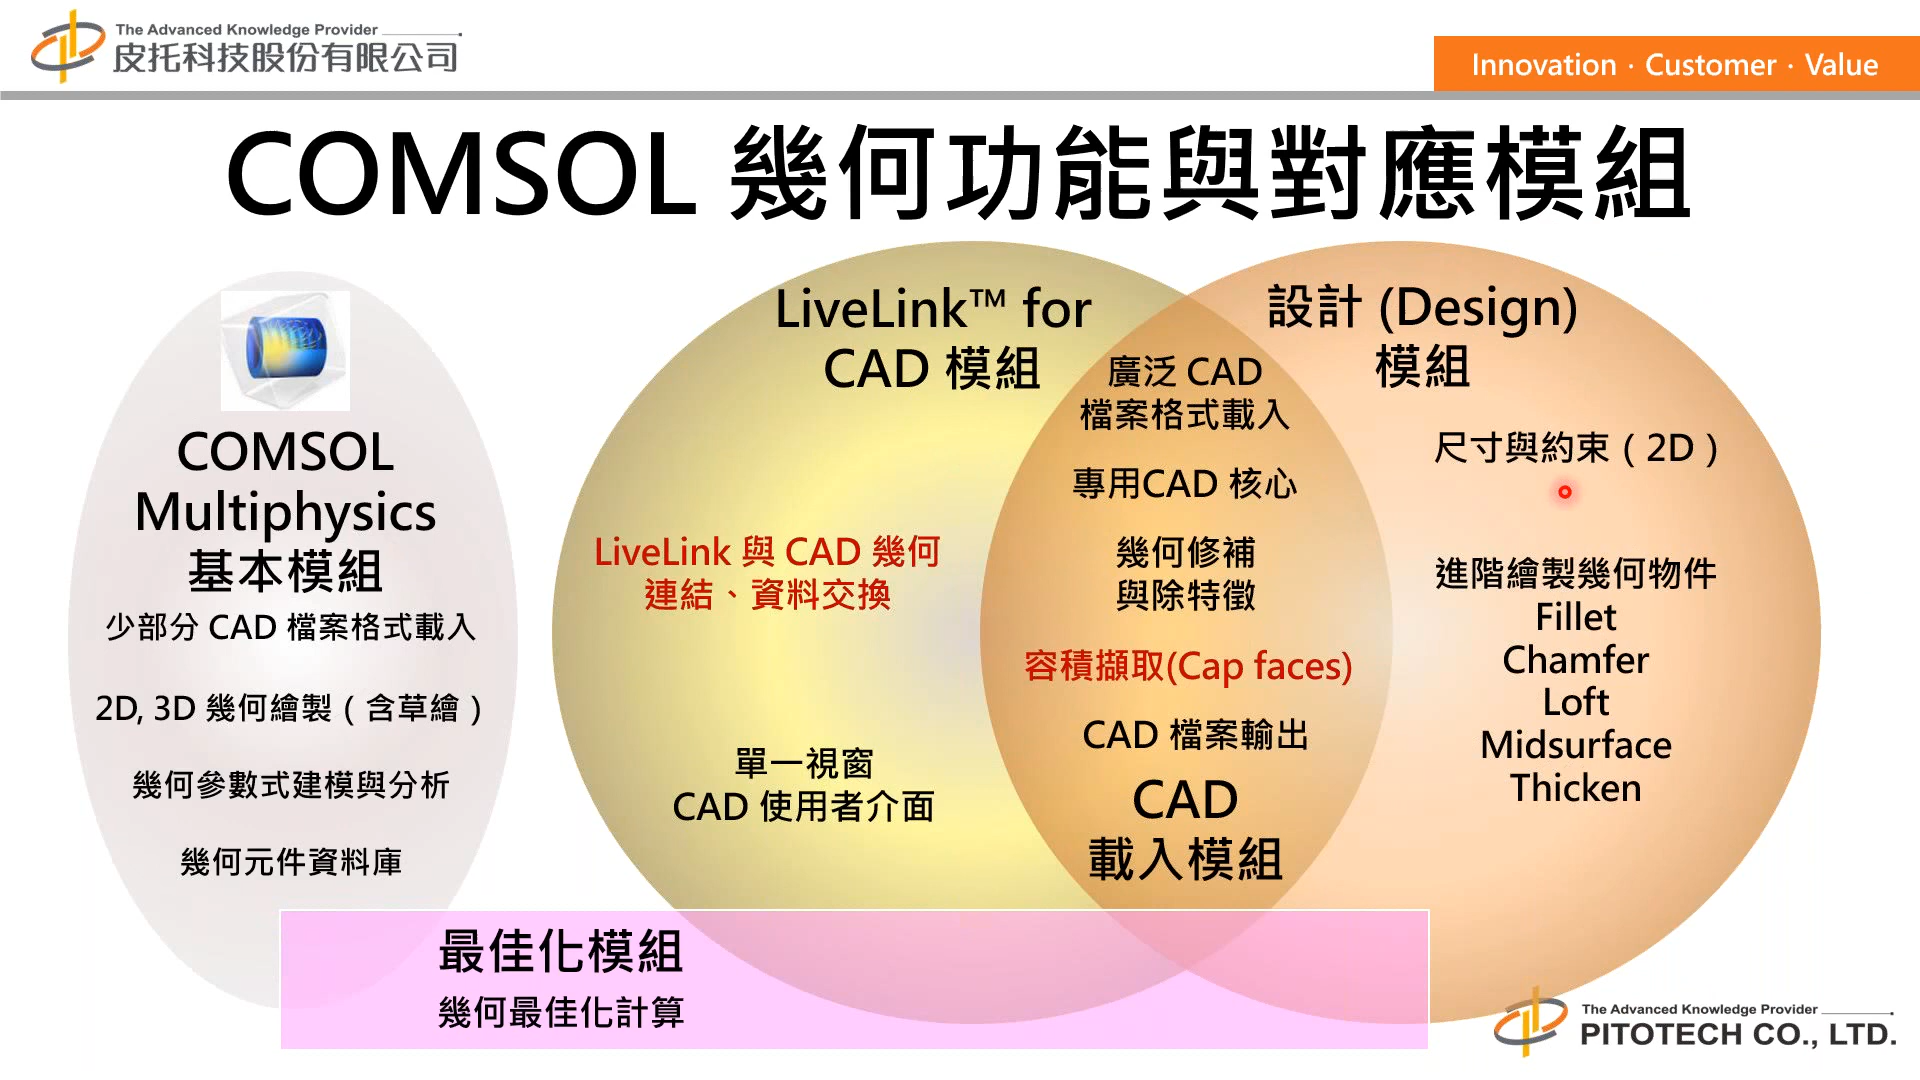 The Advanced Knowledge Provider
皮托科技股份有限公司
Innovation · Customer · Value
COMSOL 幾何功能與對應模組
COMSOL
Multiphysics
基本模組
少部分 CAD 檔案格式載入
2D, 3D 幾何繪製（含草繪）
幾何參數式建模與分析
幾何元件資料庫
LiveLink™ for
CAD 模組
LiveLink 與 CAD 幾何
連結、資料交換
單一視窗
CAD 使用者介面
廣泛 CAD
檔案格式載入
專用CAD 核心
幾何修補
與除特徵
容積擷取(Cap faces)
CAD 檔案輸出
CAD
載入模組
設計 (Design)
模組
尺寸與約束（2D）
進階繪製幾何物件
Fillet
Chamfer
Loft
Midsurface
Thicken
最佳化模組
幾何最佳化計算
The Advanced Knowledge Provider
PITOTECH CO., LTD.